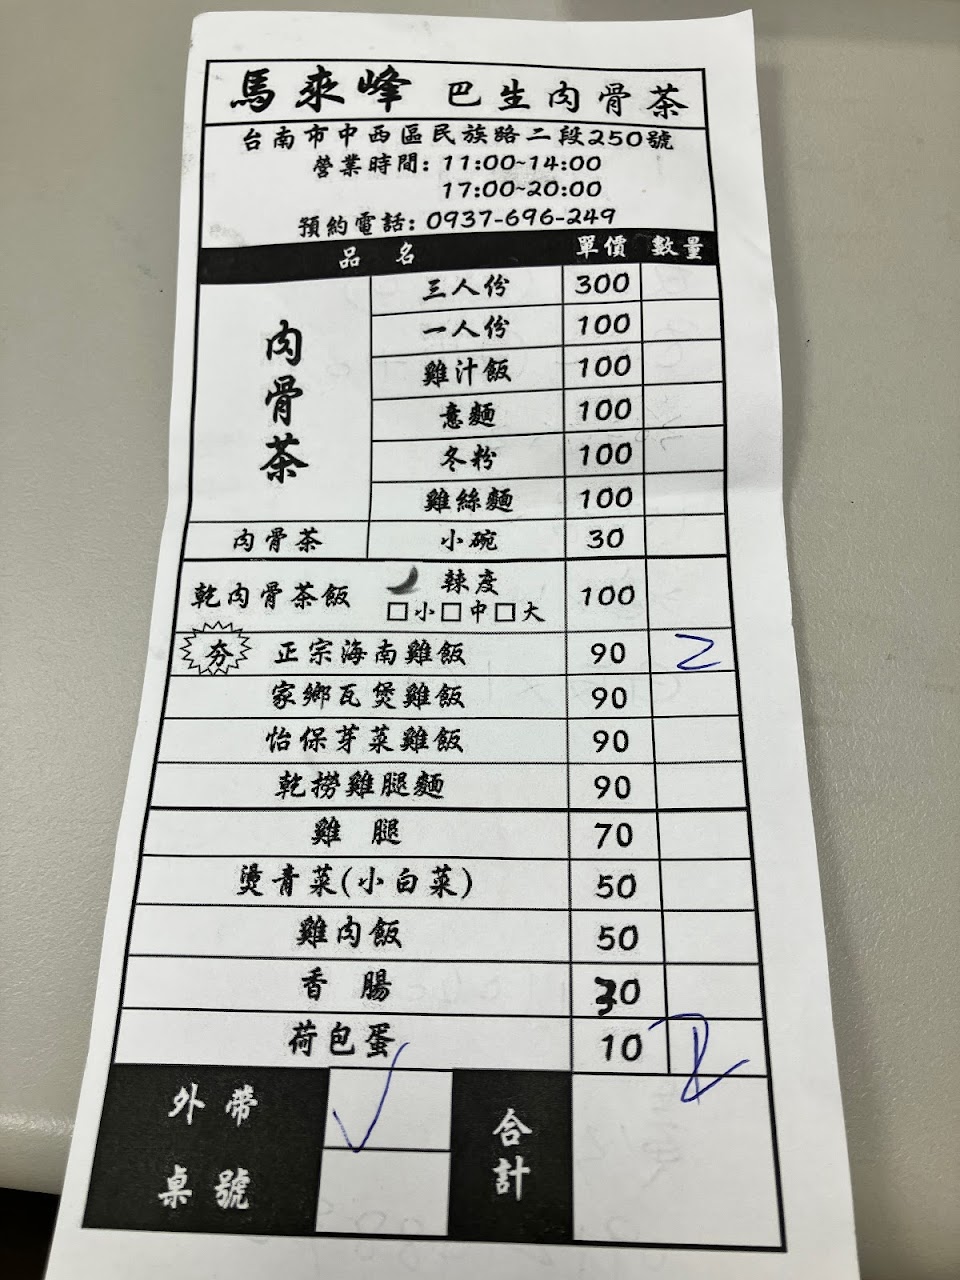 馬來峰 巴生肉骨茶
台南市中西區民族路二段250號
營業時間: 11:00~14:00
17:00~20:00
預約電話: 0937-696-249
品 名 單價 數量
肉骨茶
三人份 300
一人份 100
雞汁飯 100
意麵 100
冬粉 100
雞絲麵 100
肉骨茶 小碗 30
乾肉骨茶飯 辣度 100
□小□中□大
夯 正宗海南雞飯 90 2
家鄉瓦煲雞飯 90
怡保芽菜雞飯 90
乾撈雞腿麵 90
雞 腿 70
燙青菜(小白菜) 50
雞肉飯 50
香 腸 30
荷包蛋 10
外帶 ✓
桌號
合計